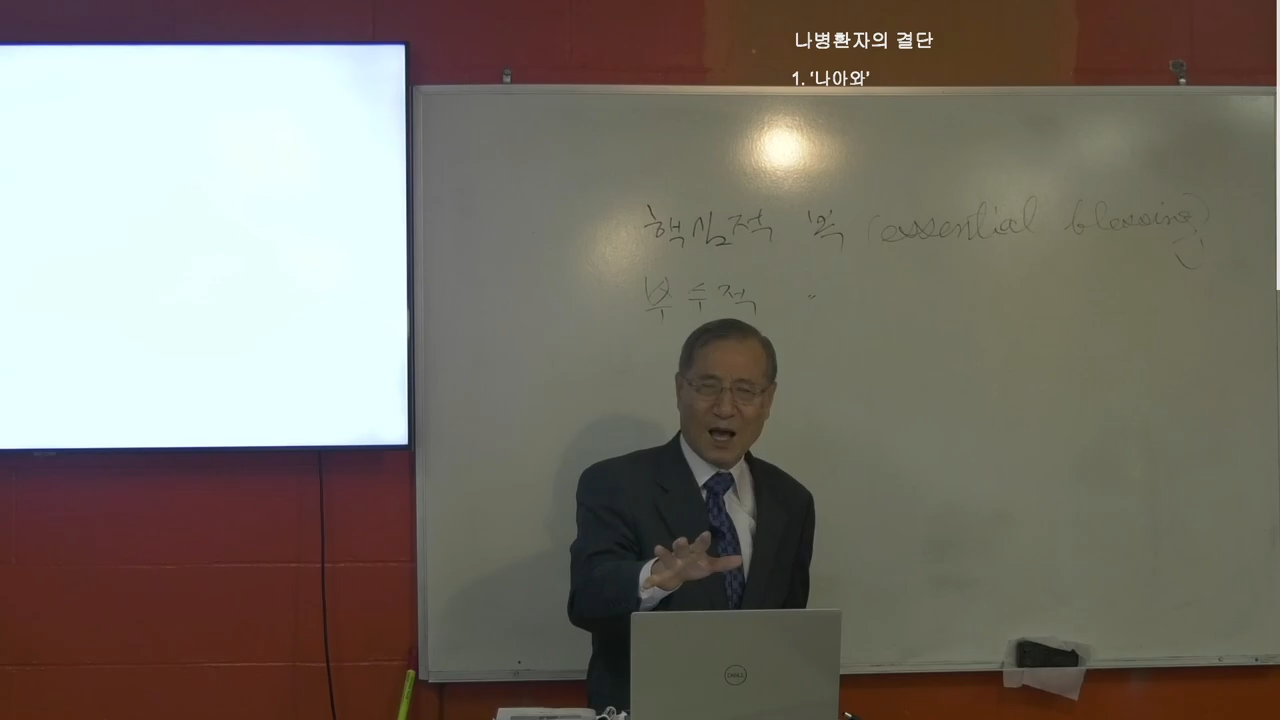 나병환자의 결단
1. ‘나아와’
핵심적 복 (essential blessing)
부수적 〃
DELL